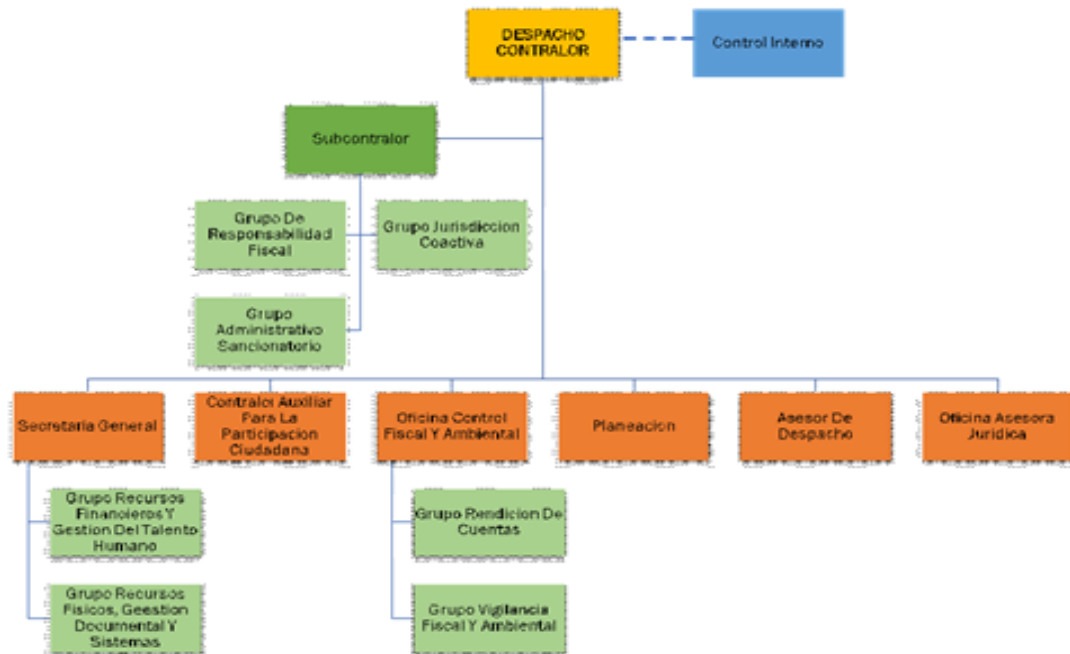 DESPACHO
CONTRALOR
Control Interno
Subcontralor
Grupo De
Responsabilidad
Fiscal
Grupo Jurisdiccion
Coactiva
Grupo
Administrativo
Sancionatorio
Secretaria General
Contralor Auxiliar
Para La
Participacion
Ciudadana
Oficina Control
Fiscal Y Ambiental
Planeacion
Asesor De
Despacho
Oficina Asesora
Juridica
Grupo Recursos
Financieros Y
Gestion Del Talento
Humano
Grupo Rendicion De
Cuentas
Grupo Recursos
Fisicos, Geestion
Documental Y
Sistemas
Grupo Vigilancia
Fiscal Y Ambiental